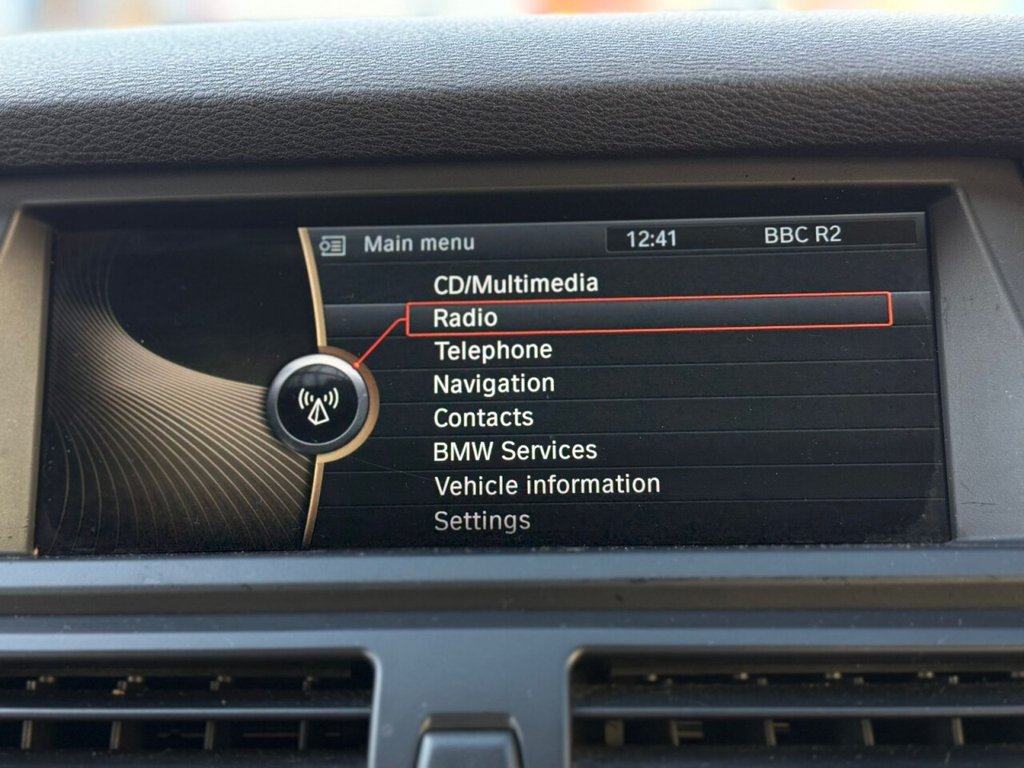 Main menu 12:41 BBC R2
CD/Multimedia
Radio
Telephone
Navigation
Contacts
BMW Services
Vehicle information
Settings